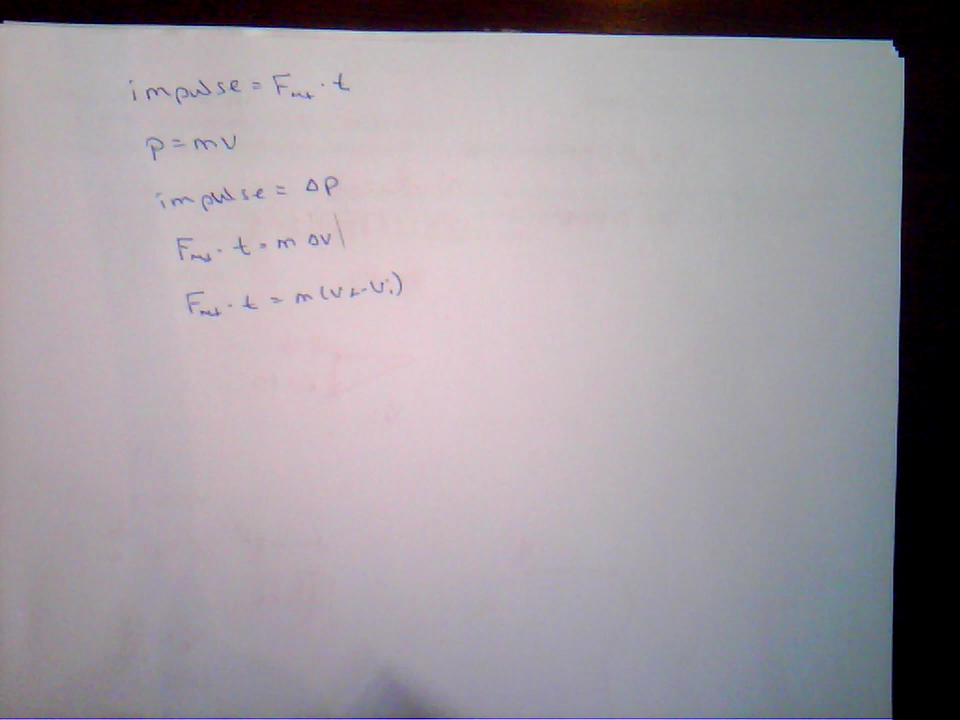 impulse = Fnet · t
p = mv
impulse = Δp
Fnet · t = m Δv
Fnet · t = m(vf - vi)